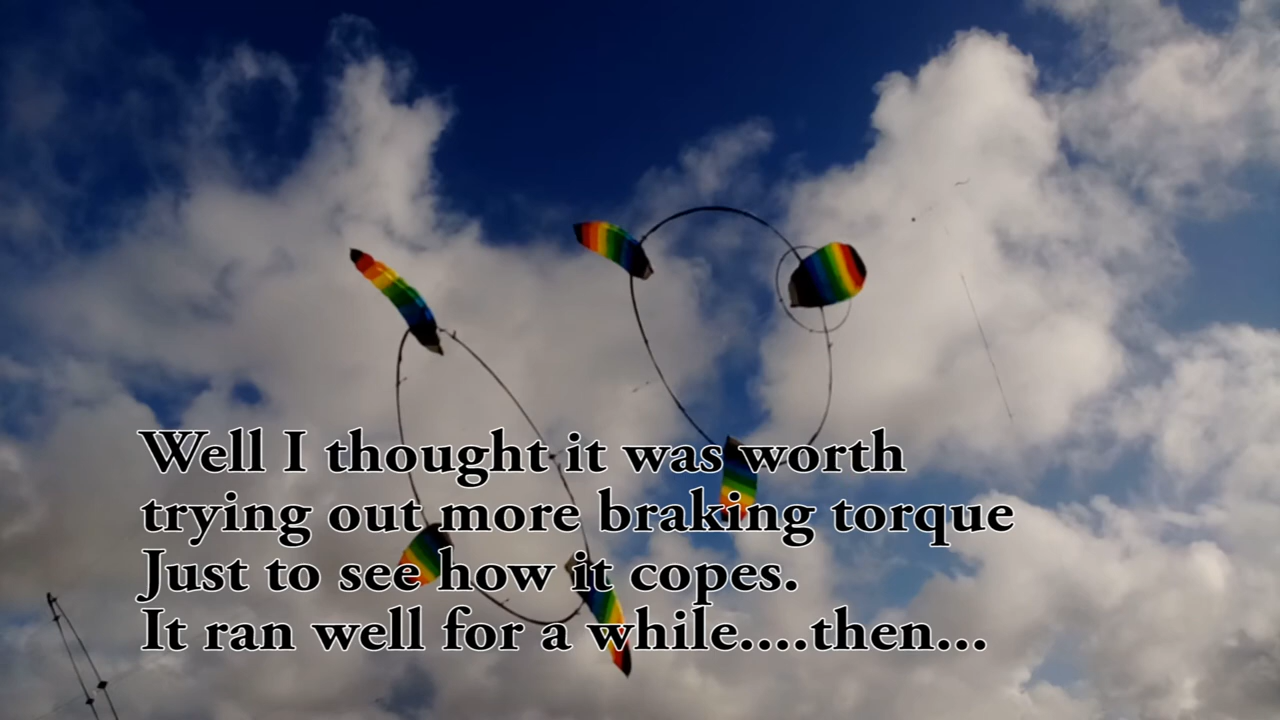 Well I thought it was worth
trying out more braking torque
Just to see how it copes.
It ran well for a while....then...